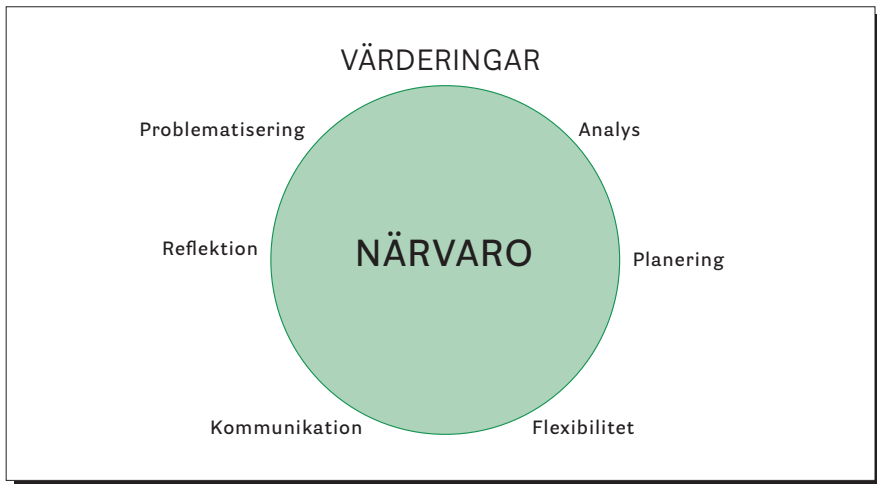 VÄRDERINGAR
Problematisering
Analys
Reflektion
NÄRVARO
Planering
Kommunikation
Flexibilitet